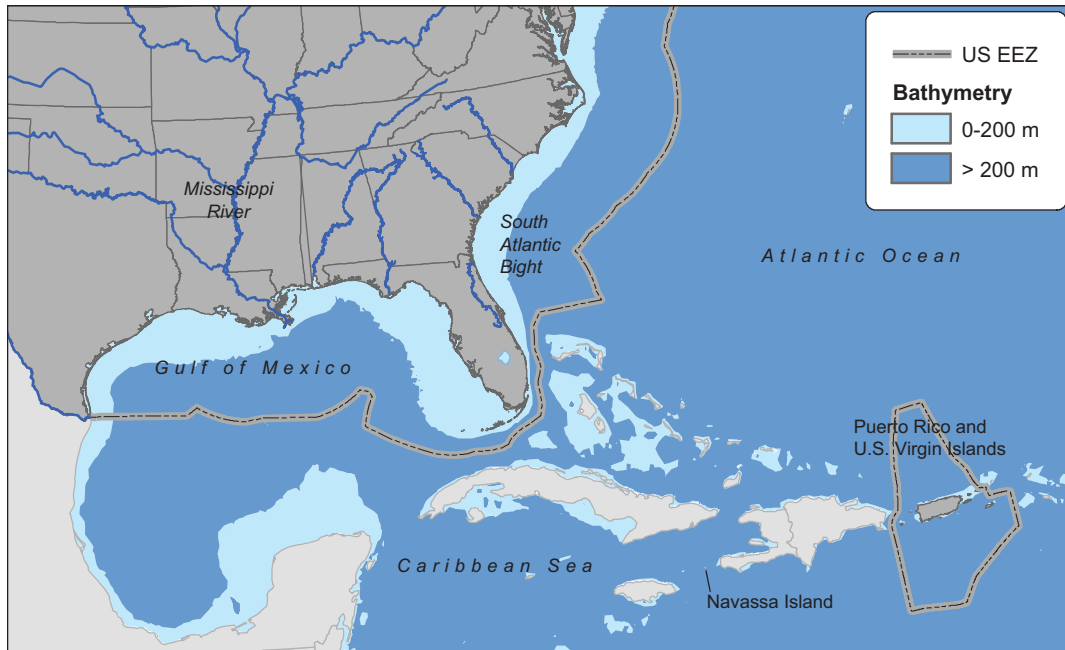 US EEZ
Bathymetry
0-200 m
> 200 m
Mississippi
River
South
Atlantic
Bight
Atlantic Ocean
Gulf of Mexico
Puerto Rico and
U.S. Virgin Islands
Caribbean Sea
Navassa Island